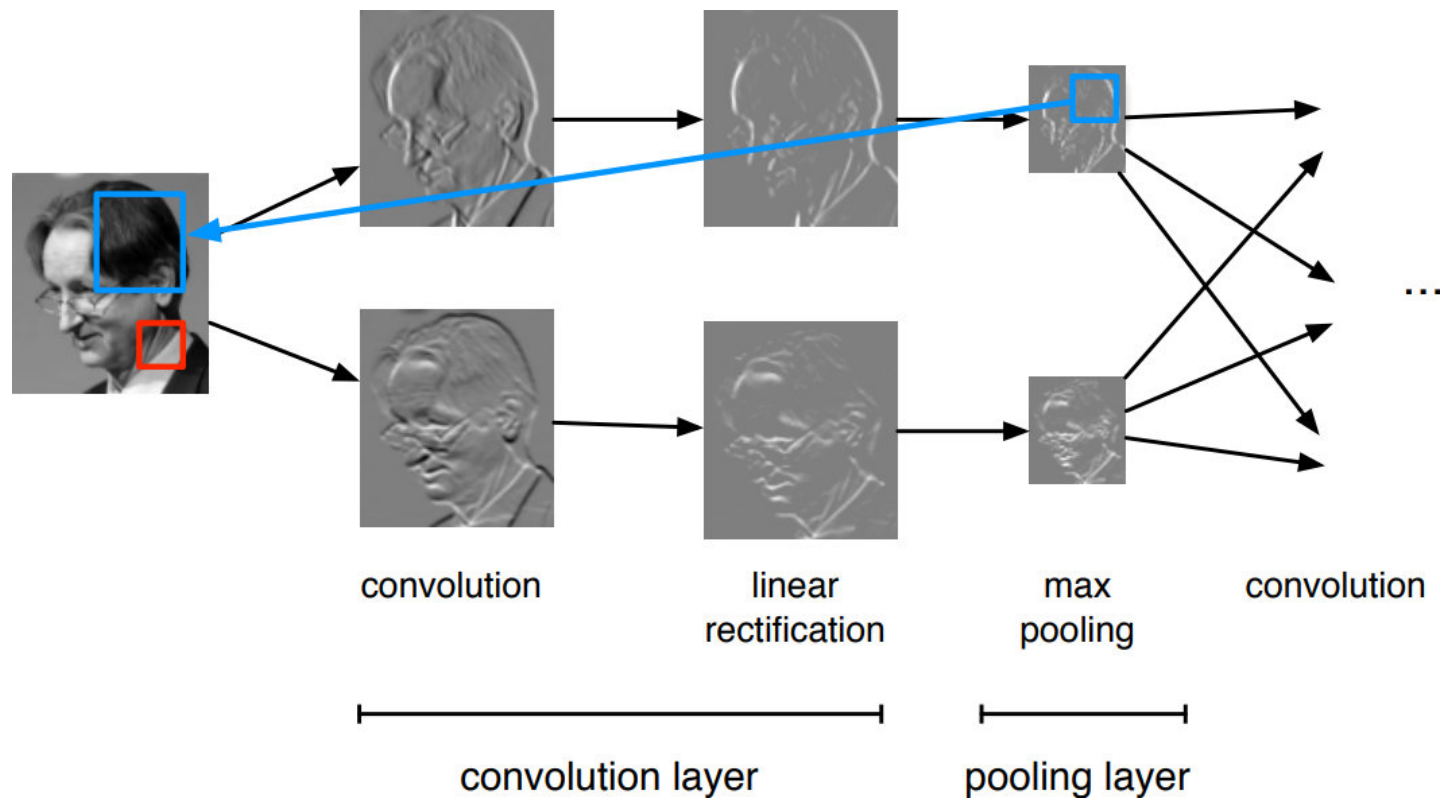 ...
convolution
linear
rectification
max
pooling
convolution
convolution layer
pooling layer